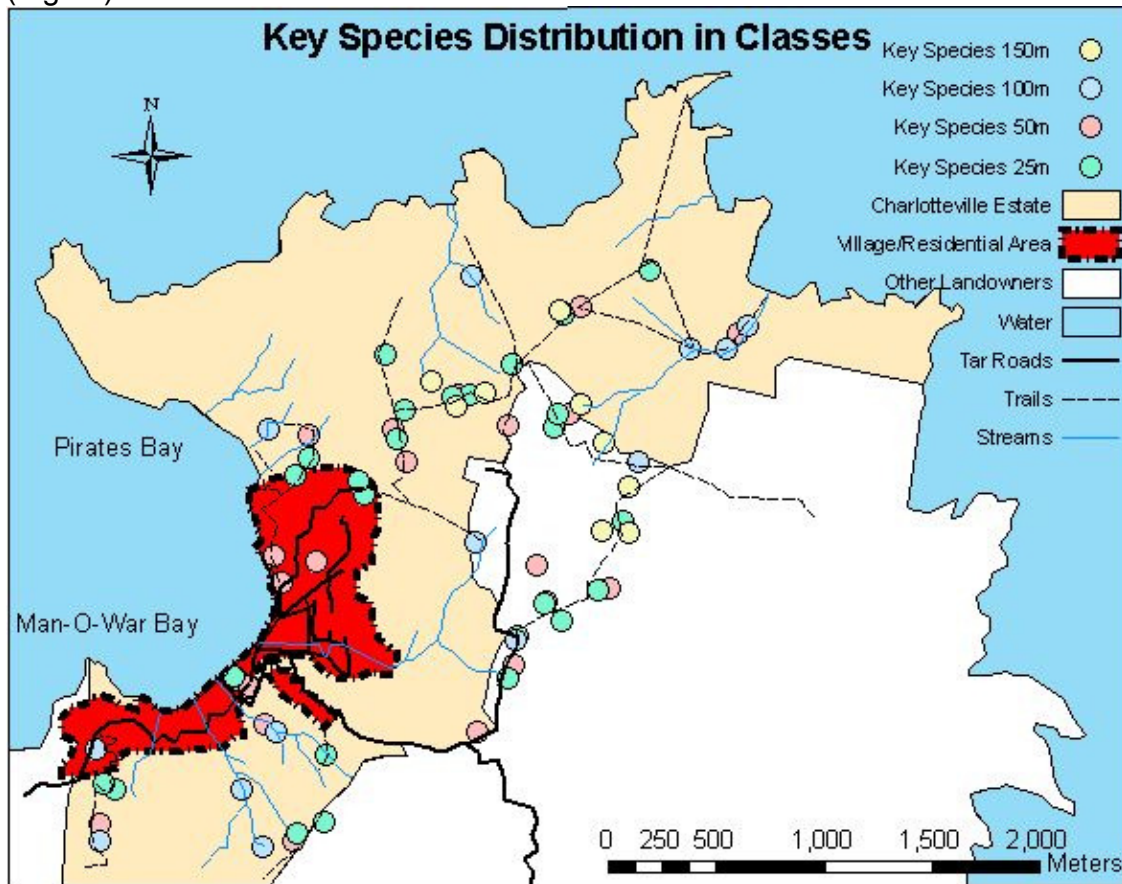 Key Species Distribution in Classes
N
Key Species 150m
Key Species 100m
Key Species 50m
Key Species 25m
Charlotteville Estate
Village/Residential Area
Other Landowners
Water
Tar Roads
Trails
Streams
Pirates Bay
Man-O-War Bay
0 250 500 1,000 1,500 2,000
Meters